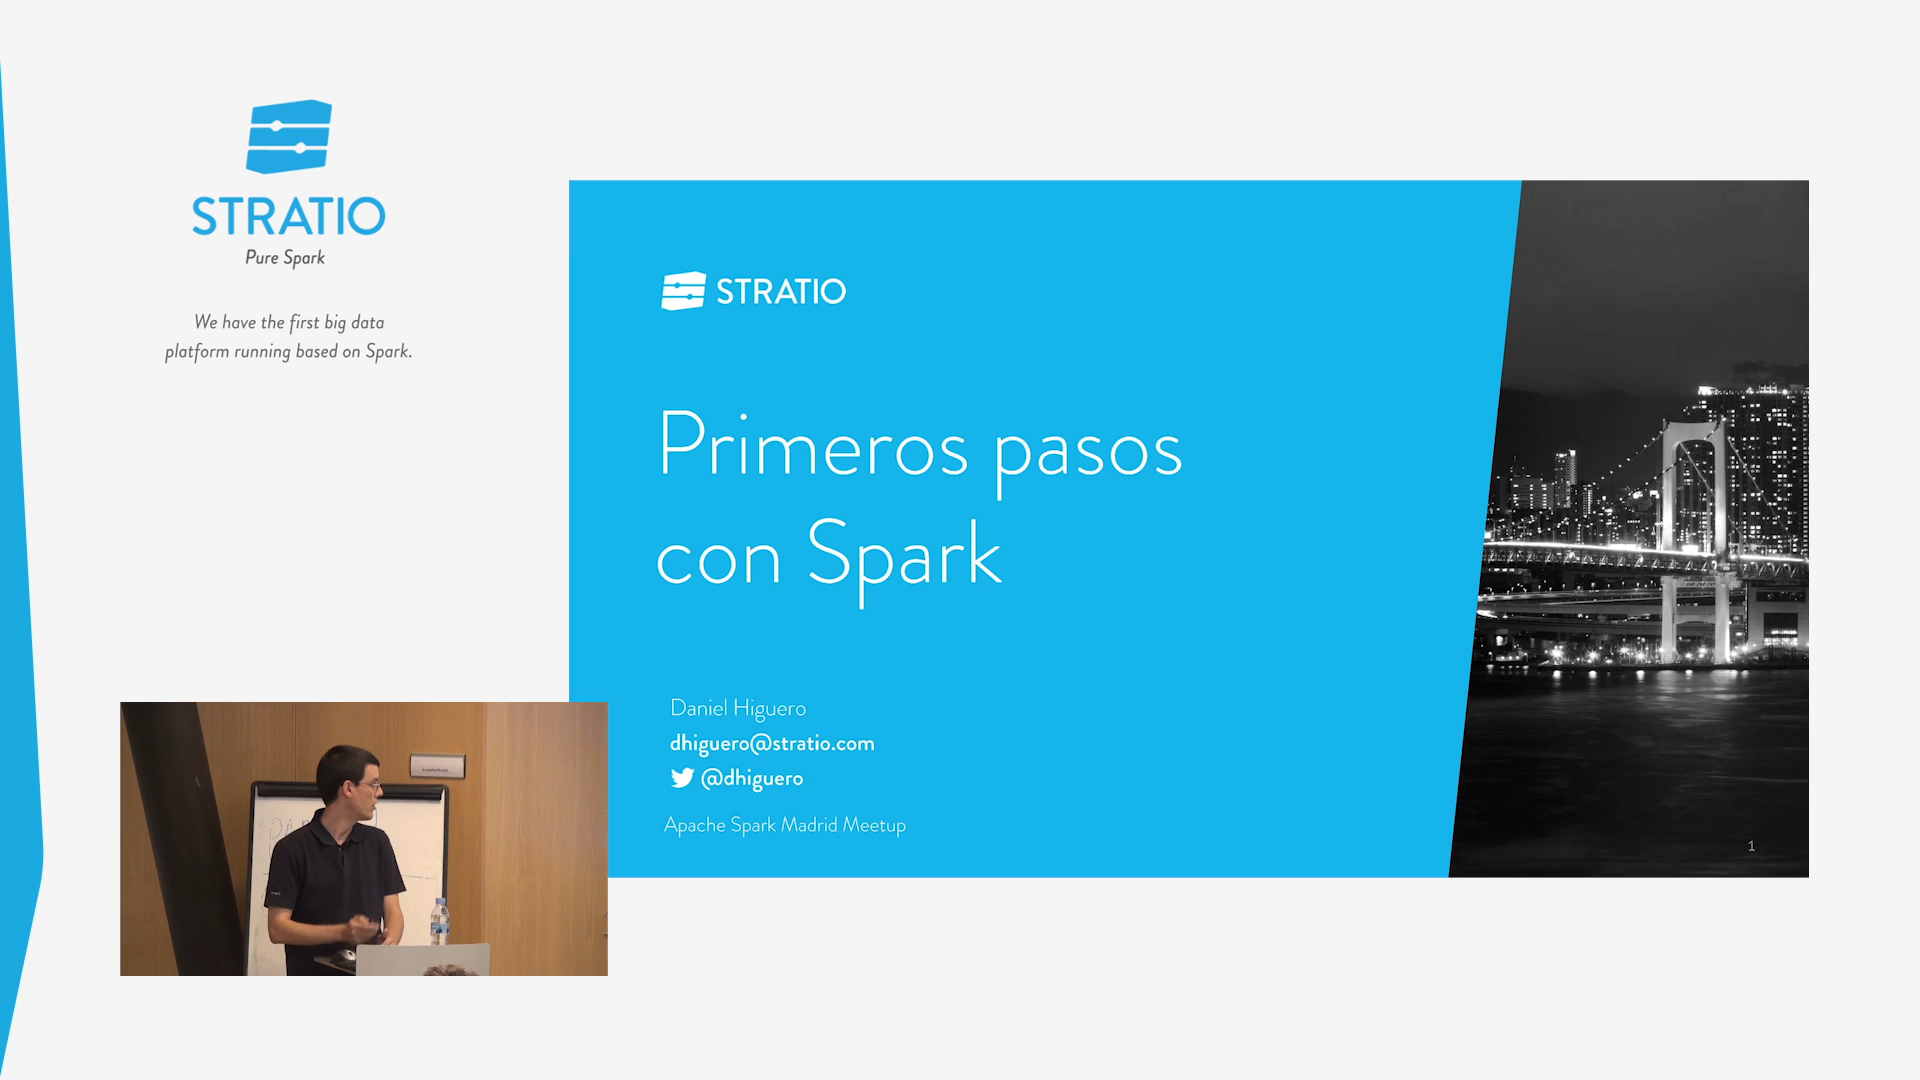 STRATIO
Pure Spark
We have the first big data
platform running based on Spark.
STRATIO
Primeros pasos
con Spark
Daniel Higuero
dhiguero@stratio.com
@dhiguero
Apache Spark Madrid Meetup
1